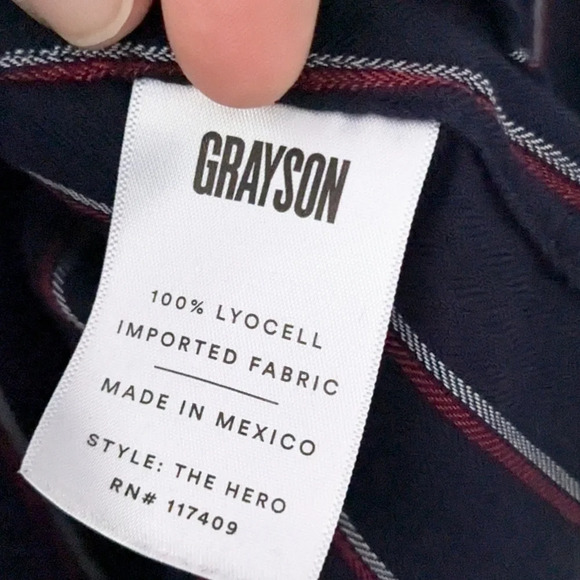 GRAYSON
100% LYOCELL
IMPORTED FABRIC
MADE IN MEXICO
STYLE: THE HERO
RN# 117409